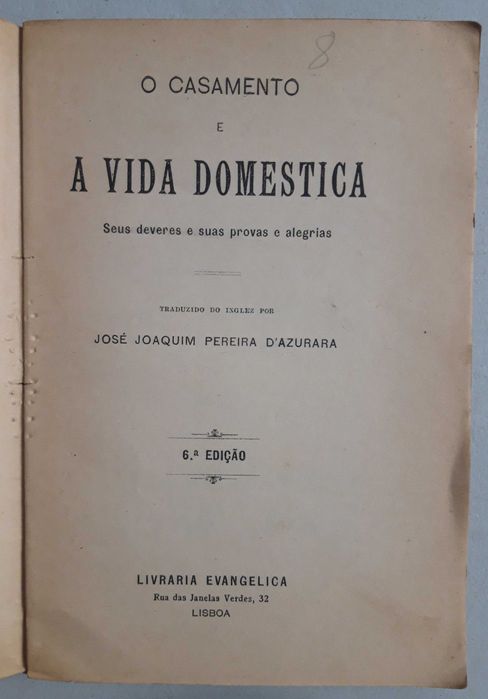 8
O CASAMENTO
E
A VIDA DOMESTICA
Seus deveres e suas provas e alegrias
TRADUZIDO DO INGLEZ POR
JOSÉ JOAQUIM PEREIRA D'AZURARA
6.ª EDIÇÃO
LIVRARIA EVANGELICA
Rua das Janelas Verdes, 32
LISBOA